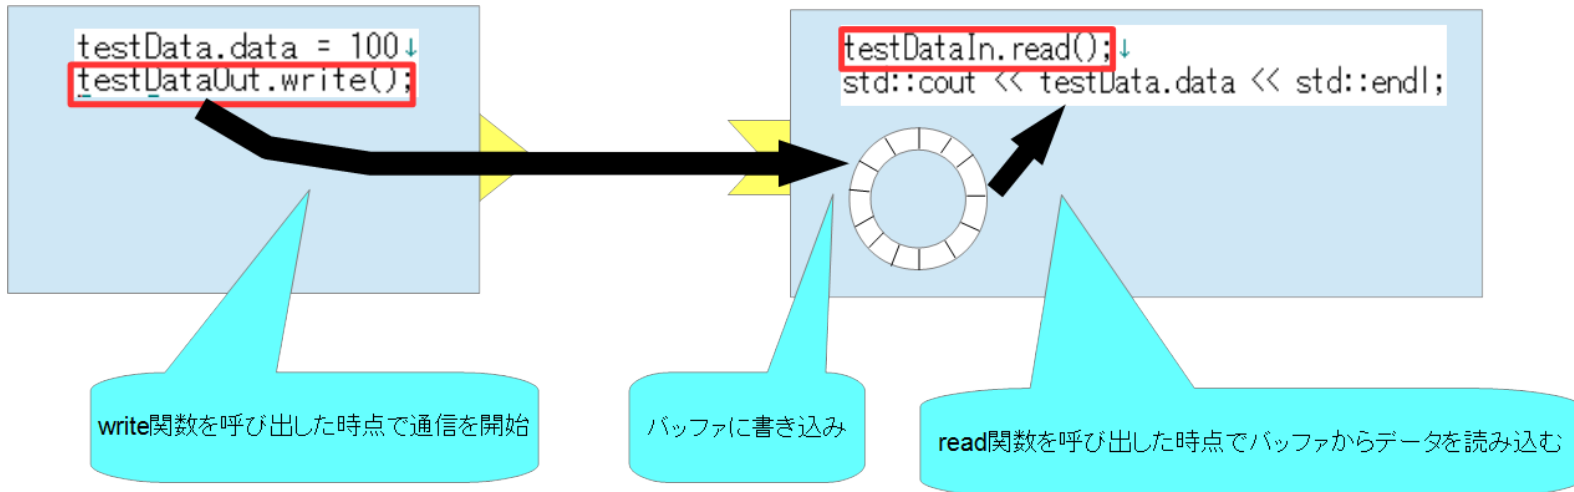 testData.data = 100↓
testDataOut.write();
testDataIn.read();↓
std::cout << testData.data << std::endl;
write関数を呼び出した時点で通信を開始
バッファに書き込み
read関数を呼び出した時点でバッファからデータを読み込む